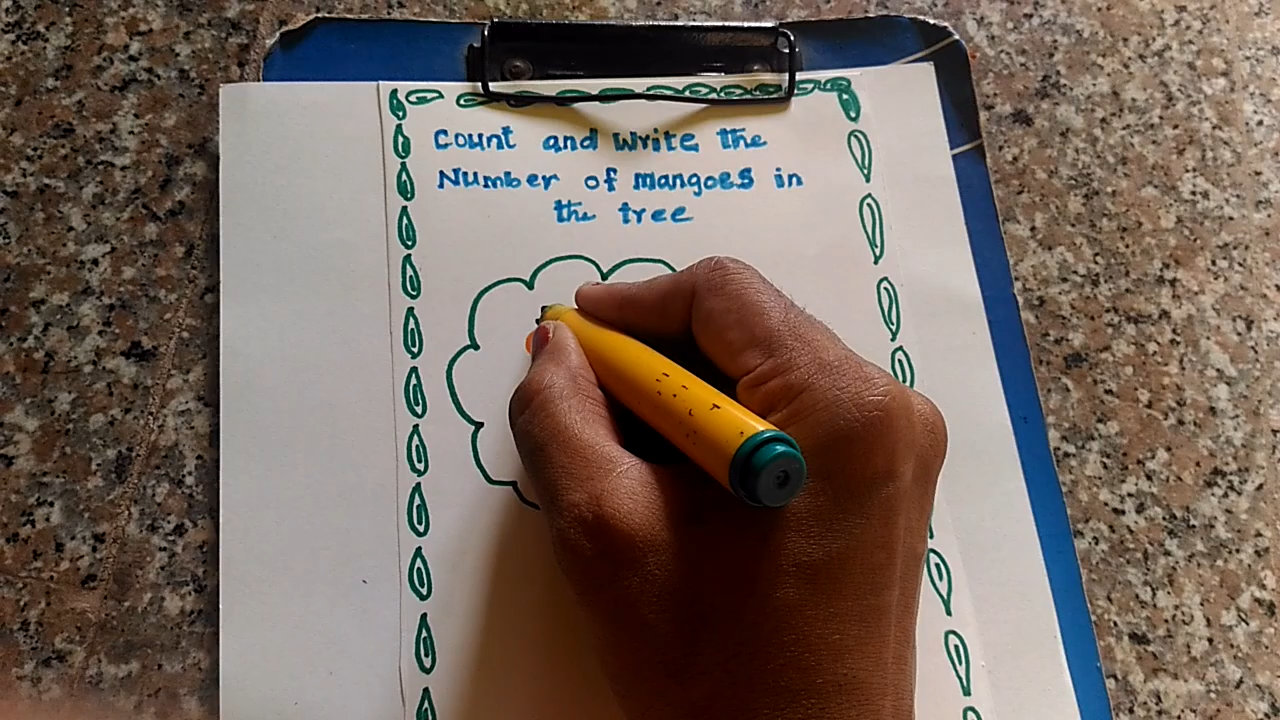 Count and Write the
Number of mangoes in
the tree